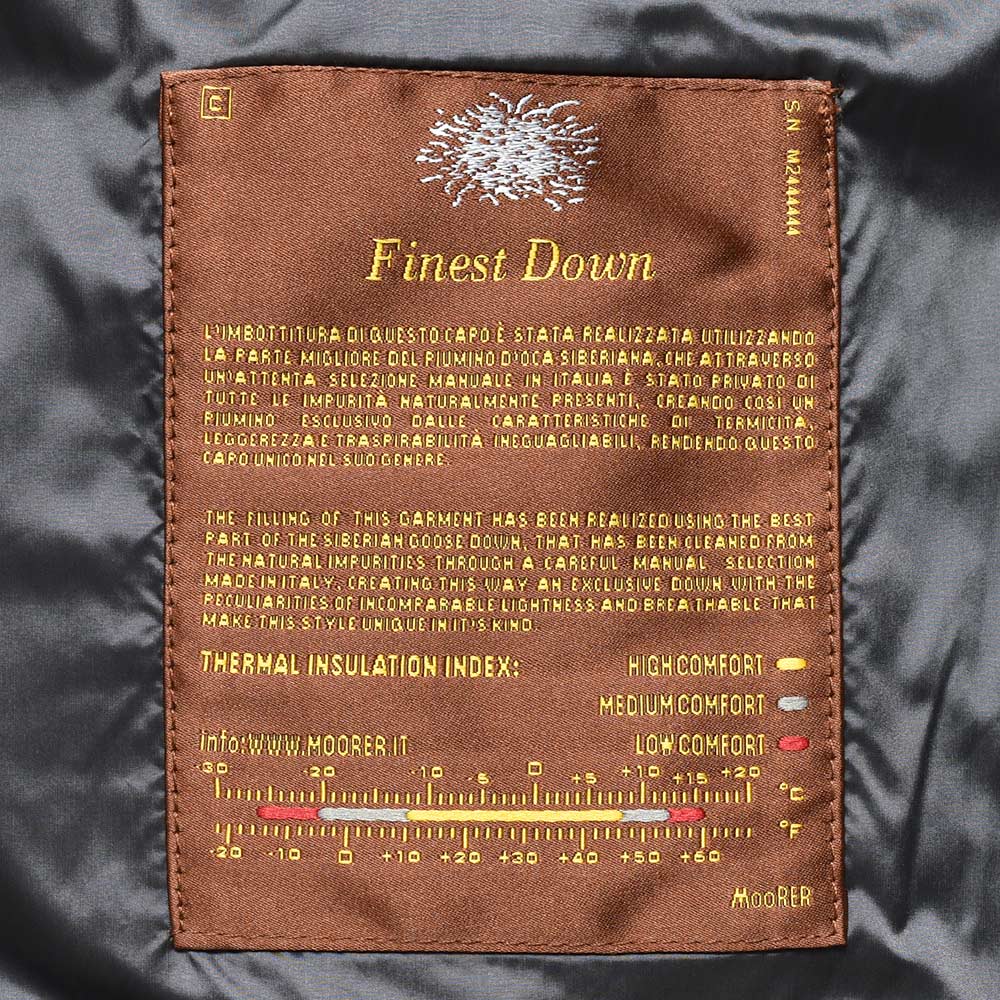 C
S.N. M2444444
Finest Down
L'IMBOTTITURA DI QUESTO CAPO È STATA REALIZZATA UTILIZZANDO
LA PARTE MIGLIORE DEL PIUMINO D'OCA SIBERIANA, CHE ATTRAVERSO
UN'ATTENTA SELEZIONE MANUALE IN ITALIA È STATO PRIVATO DI
TUTTE LE IMPURITÀ NATURALMENTE PRESENTI, CREANDO COSÌ UN
PIUMINO ESCLUSIVO DALLE CARATTERISTICHE DI TERMICITÀ,
LEGGEREZZA E TRASPIRABILITÀ INEGUAGLIABILI, RENDENDO QUESTO
CAPO UNICO NEL SUO GENERE.
THE FILLING OF THIS GARMENT HAS BEEN REALIZED USING THE BEST
PART OF THE SIBERIAN GOOSE DOWN, THAT HAS BEEN CLEANED FROM
THE NATURAL IMPURITIES THROUGH A CAREFUL MANUAL SELECTION
MADE IN ITALY, CREATING THIS WAY AN EXCLUSIVE DOWN WITH THE
PECULIARITIES OF INCOMPARABLE LIGHTNESS AND BREATHABLE THAT
MAKE THIS STYLE UNIQUE IN IT'S KIND.
THERMAL INSULATION INDEX: HIGH COMFORT
MEDIUM COMFORT
info:WWW.MOORER.IT LOW COMFORT
-30 -20 -10 -5 0 +5 +10 +15 +20
°C
°F
-20 -10 0 +10 +20 +30 +40 +50 +60
MOORER